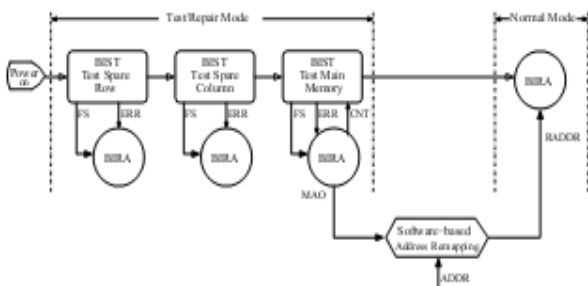 Test/Repair Mode
Normal Mode
Power
on
BIST
Test Spare
Row
BIST
Test Spare
Column
BIST
Test Main
Memory
BIRA
FS
ERR
FS
ERR
FS
ERR
CNT
BIRA
BIRA
BIRA
RADDR
MAO
Software-based
Address Remapping
ADDR